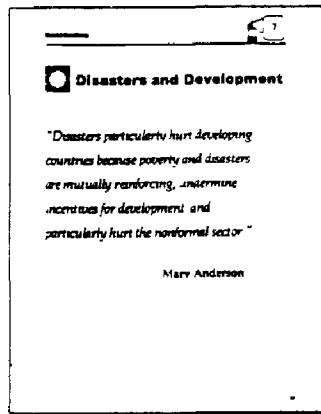 7
Disasters and Development
"Disasters particularly hurt developing
countries because poverty and disasters
are mutually reinforcing, undermine
incentives for development and
particularly hurt the nonformal sector "
Mary Anderson